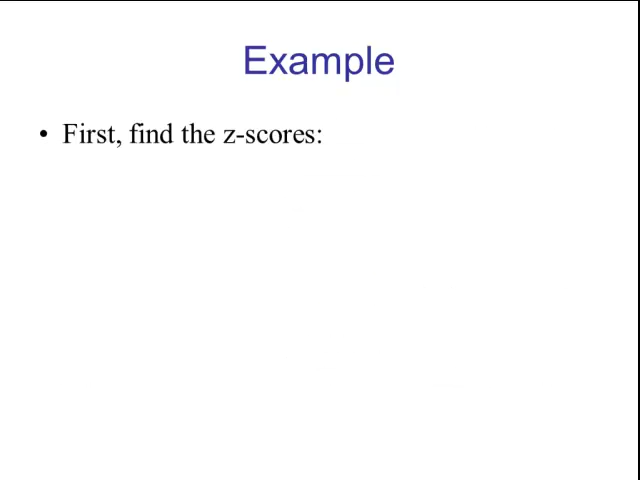 Example
• First, find the z-scores: